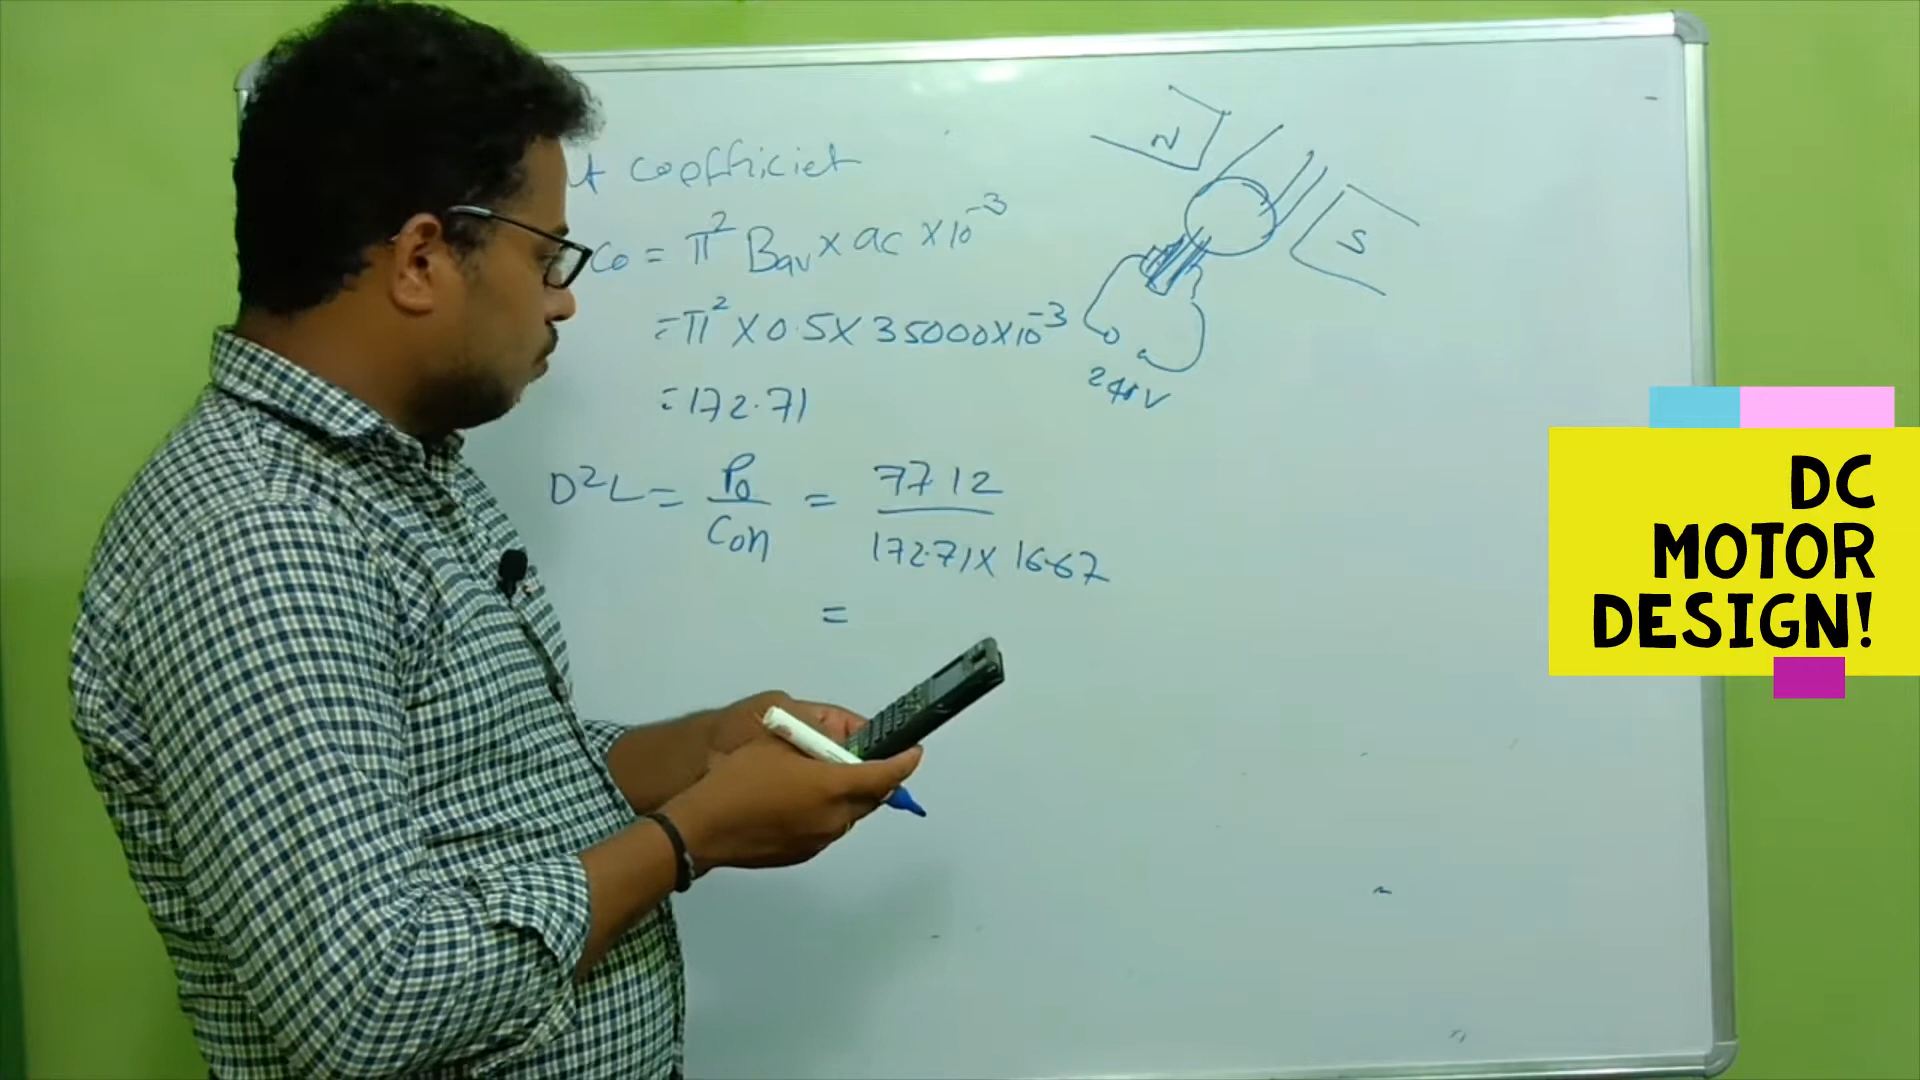 t coefficiet
Co = π² Bav × ac × 10⁻³
N
S
= π² × 0.5 × 35000 × 10⁻³
= 172.71
240V
D²L = Po/Con = 7712/172.71 × 16.67
=
DC
MOTOR
DESIGN!